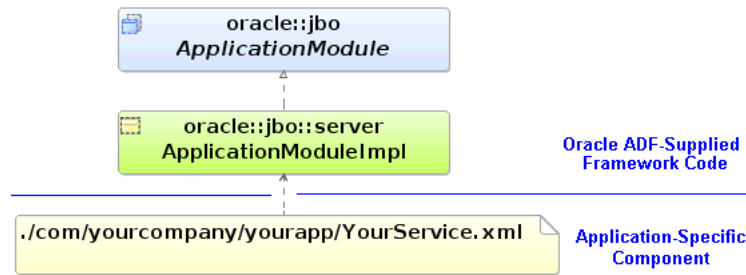 oracle::jbo
ApplicationModule
oracle::jbo::server
ApplicationModuleImpl
Oracle ADF-Supplied
Framework Code
./com/yourcompany/yourapp/YourService.xml
Application-Specific
Component